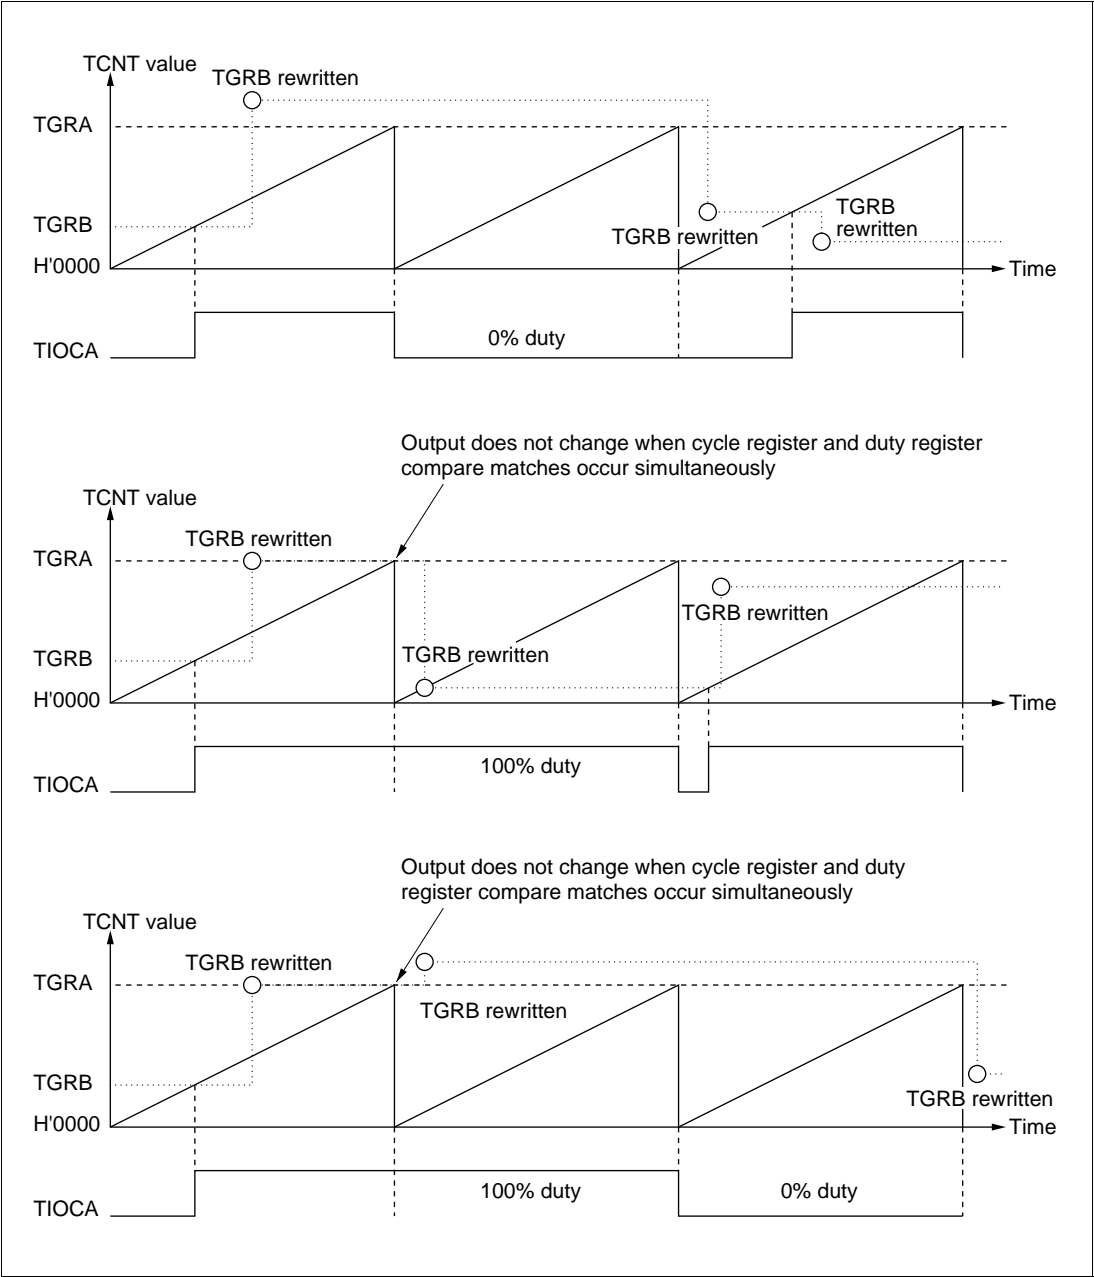 TCNT value
TGRB rewritten
TGRA
TGRB
TGRB
rewritten
TGRB rewritten
H'0000
Time
0% duty
TIOCA
Output does not change when cycle register and duty register
compare matches occur simultaneously
TCNT value
TGRB rewritten
TGRA
TGRB rewritten
TGRB
TGRB rewritten
H'0000
Time
100% duty
TIOCA
Output does not change when cycle register and duty
register compare matches occur simultaneously
TCNT value
TGRB rewritten
TGRA
TGRB rewritten
TGRB
TGRB rewritten
H'0000
Time
100% duty
0% duty
TIOCA